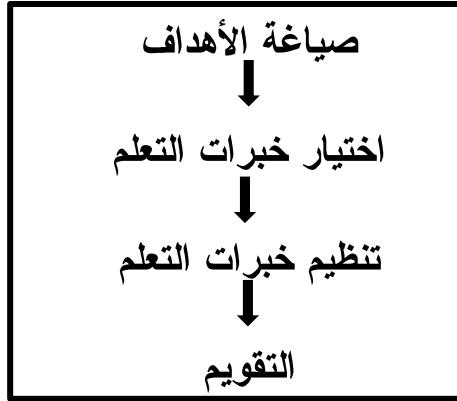 صياغة الأهداف
اختيار خبرات التعلم
تنظيم خبرات التعلم
التقويم